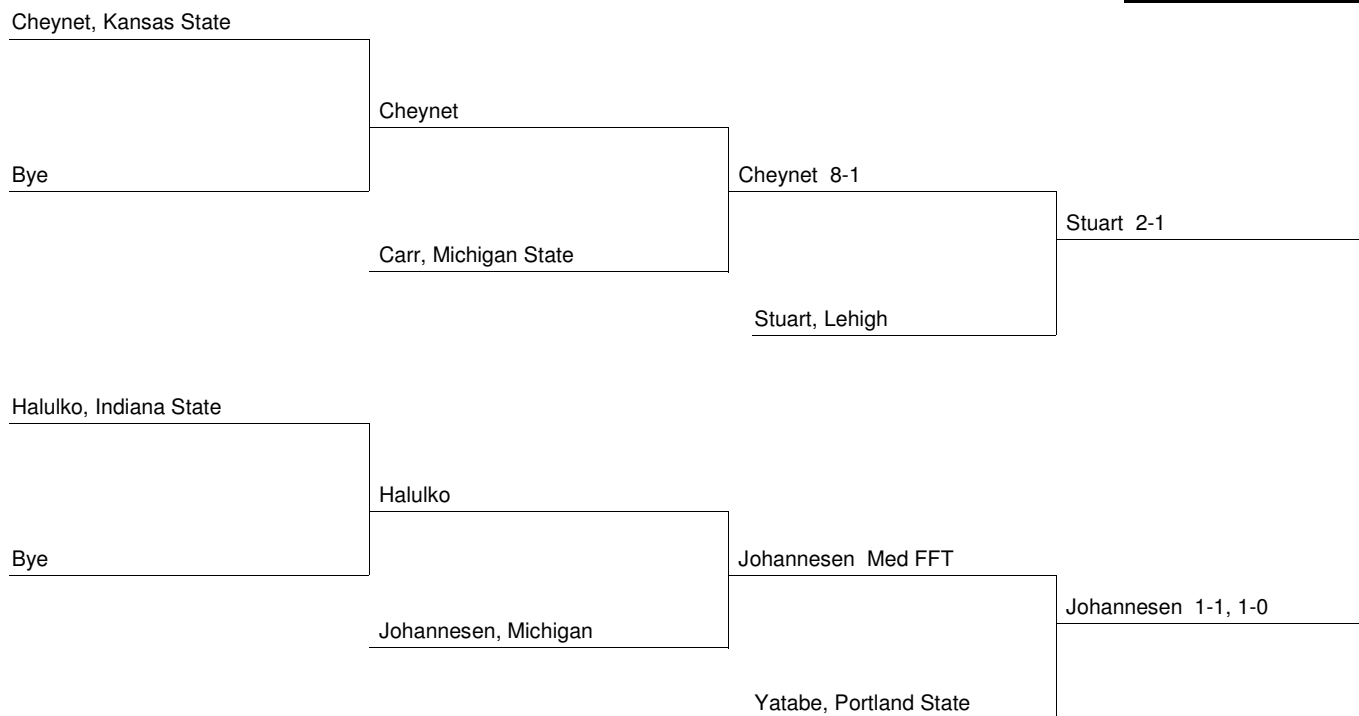 Cheynet, Kansas State
Cheynet
Bye
Cheynet 8-1
Stuart 2-1
Carr, Michigan State
Stuart, Lehigh
Halulko, Indiana State
Halulko
Bye
Johannesen Med FFT
Johannesen 1-1, 1-0
Johannesen, Michigan
Yatabe, Portland State